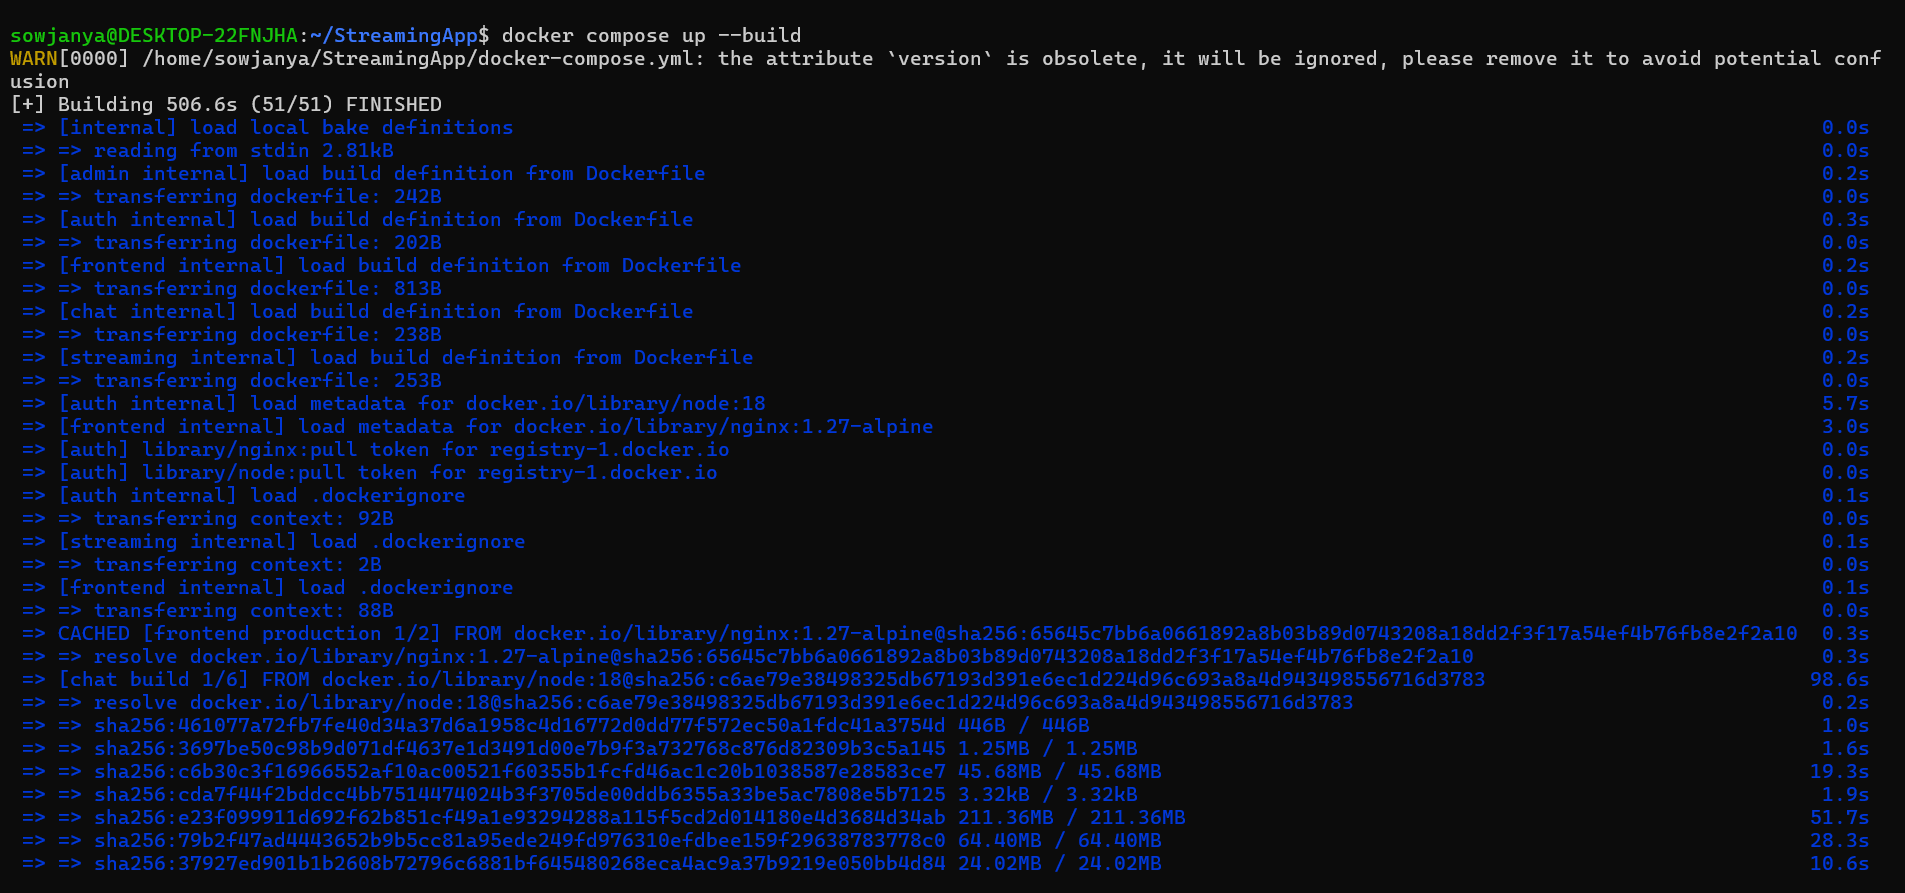 sowjanya@DESKTOP-22FNJHA:~/StreamingApp$ docker compose up --build
WARN[0000] /home/sowjanya/StreamingApp/docker-compose.yml: the attribute `version` is obsolete, it will be ignored, please remove it to avoid potential conf
usion
[+] Building 506.6s (51/51) FINISHED
=> [internal] load local bake definitions 0.0s
=> => reading from stdin 2.81kB 0.0s
=> [admin internal] load build definition from Dockerfile 0.2s
=> => transferring dockerfile: 242B 0.0s
=> [auth internal] load build definition from Dockerfile 0.3s
=> => transferring dockerfile: 202B 0.0s
=> [frontend internal] load build definition from Dockerfile 0.2s
=> => transferring dockerfile: 813B 0.0s
=> [chat internal] load build definition from Dockerfile 0.2s
=> => transferring dockerfile: 238B 0.0s
=> [streaming internal] load build definition from Dockerfile 0.2s
=> => transferring dockerfile: 253B 0.0s
=> [auth internal] load metadata for docker.io/library/node:18 5.7s
=> [frontend internal] load metadata for docker.io/library/nginx:1.27-alpine 3.0s
=> [auth] library/nginx:pull token for registry-1.docker.io 0.0s
=> [auth] library/node:pull token for registry-1.docker.io 0.0s
=> [auth internal] load .dockerignore 0.1s
=> => transferring context: 92B 0.0s
=> [streaming internal] load .dockerignore 0.1s
=> => transferring context: 2B 0.0s
=> [frontend internal] load .dockerignore 0.1s
=> => transferring context: 88B 0.0s
=> CACHED [frontend production 1/2] FROM docker.io/library/nginx:1.27-alpine@sha256:65645c7bb6a0661892a8b03b89d0743208a18dd2f3f17a54ef4b76fb8e2f2a10 0.3s
=> => resolve docker.io/library/nginx:1.27-alpine@sha256:65645c7bb6a0661892a8b03b89d0743208a18dd2f3f17a54ef4b76fb8e2f2a10 0.3s
=> [chat build 1/6] FROM docker.io/library/node:18@sha256:c6ae79e38498325db67193d391e6ec1d224d96c693a8a4d943498556716d3783 98.6s
=> => resolve docker.io/library/node:18@sha256:c6ae79e38498325db67193d391e6ec1d224d96c693a8a4d943498556716d3783 0.2s
=> => sha256:461077a72fb7fe40d34a37d6a1958c4d16772d0dd77f572ec50a1fdc41a3754d 446B / 446B 1.0s
=> => sha256:3697be50c98b9d071df4637e1d3491d00e7b9f3a732768c876d82309b3c5a145 1.25MB / 1.25MB 1.6s
=> => sha256:c6b30c3f16966552af10ac00521f60355b1fcfd46ac1c20b1038587e28583ce7 45.68MB / 45.68MB 19.3s
=> => sha256:cda7f44f2bddcc4bb7514474024b3f3705de00ddb6355a33be5ac7808e5b7125 3.32kB / 3.32kB 1.9s
=> => sha256:e23f099911d692f62b851cf49a1e93294288a115f5cd2d014180e4d3684d34ab 211.36MB / 211.36MB 51.7s
=> => sha256:79b2f47ad4443652b9b5cc81a95ede249fd976310efdbee159f29638783778c0 64.40MB / 64.40MB 28.3s
=> => sha256:37927ed901b1b2608b72796c6881bf645480268eca4ac9a37b9219e050bb4d84 24.02MB / 24.02MB 10.6s